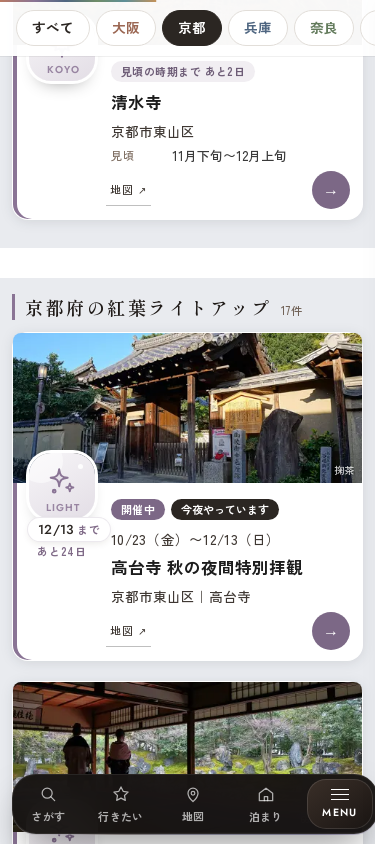 すべて 大阪 京都 兵庫 奈良
KOYO
見頃の時期まで あと2日
清水寺
京都市東山区
見頃 11月下旬〜12月上旬
地図 ↗
→
京都府の紅葉ライトアップ 17件
掬茶
LIGHT
12/13 まで
あと24日
開催中 今夜やっています
10/23（金）〜12/13（日）
高台寺 秋の夜間特別拝観
京都市東山区｜高台寺
地図 ↗
→
さがす 行きたい 地図 泊まり MENU